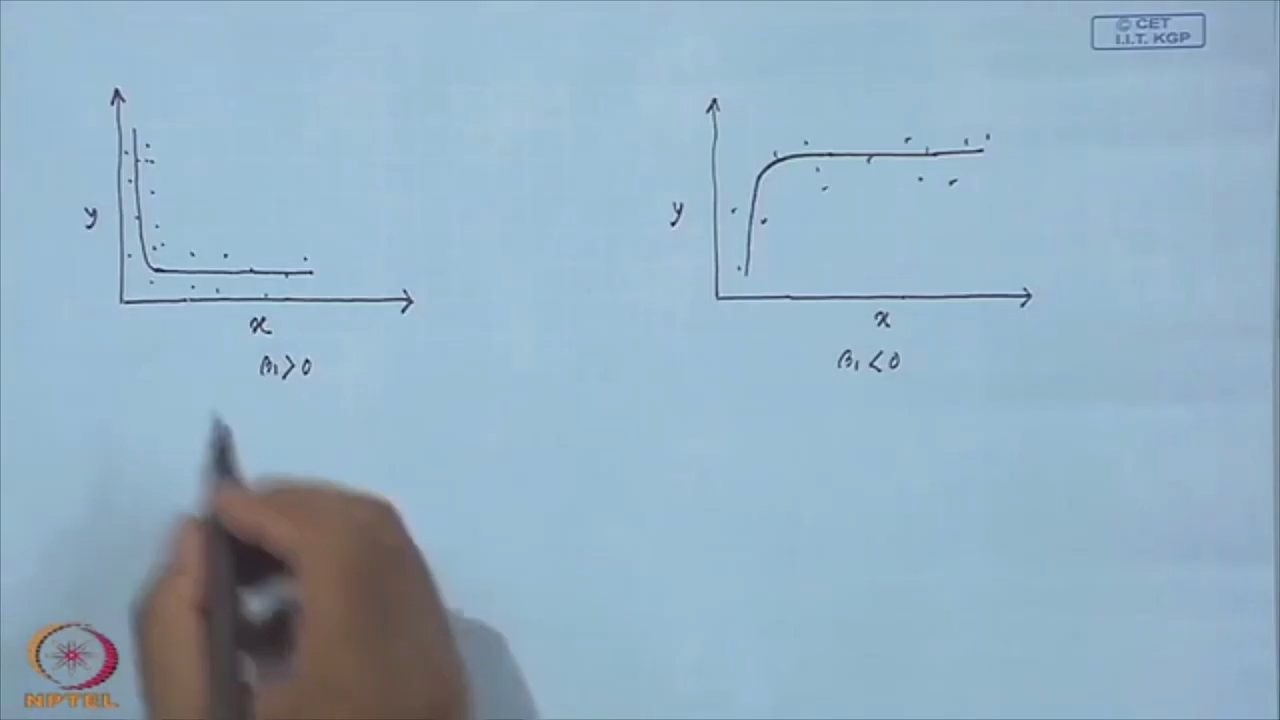 © CET
I.I.T. KGP
y
x
β₁ > 0
y
x
β₁ < 0
NPTEL